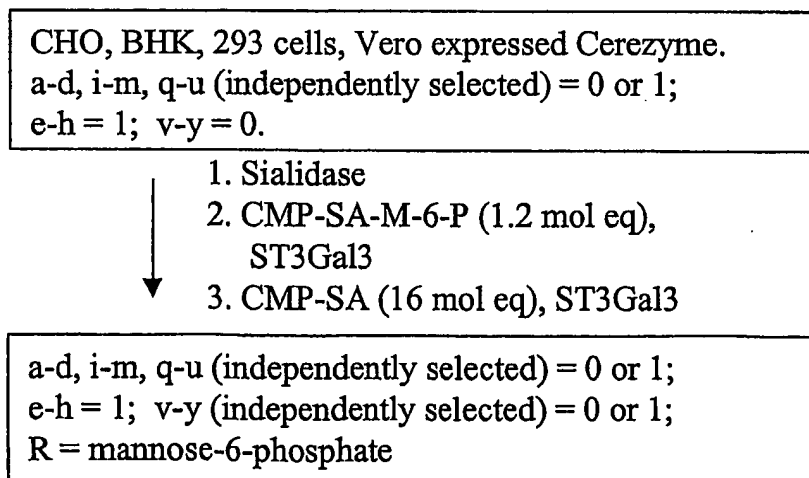 CHO, BHK, 293 cells, Vero expressed Cerezyme.
a-d, i-m, q-u (independently selected) = 0 or 1;
e-h = 1; v-y = 0.
1. Sialidase
2. CMP-SA-M-6-P (1.2 mol eq),
ST3Gal3
3. CMP-SA (16 mol eq), ST3Gal3
a-d, i-m, q-u (independently selected) = 0 or 1;
e-h = 1; v-y (independently selected) = 0 or 1;
R = mannose-6-phosphate